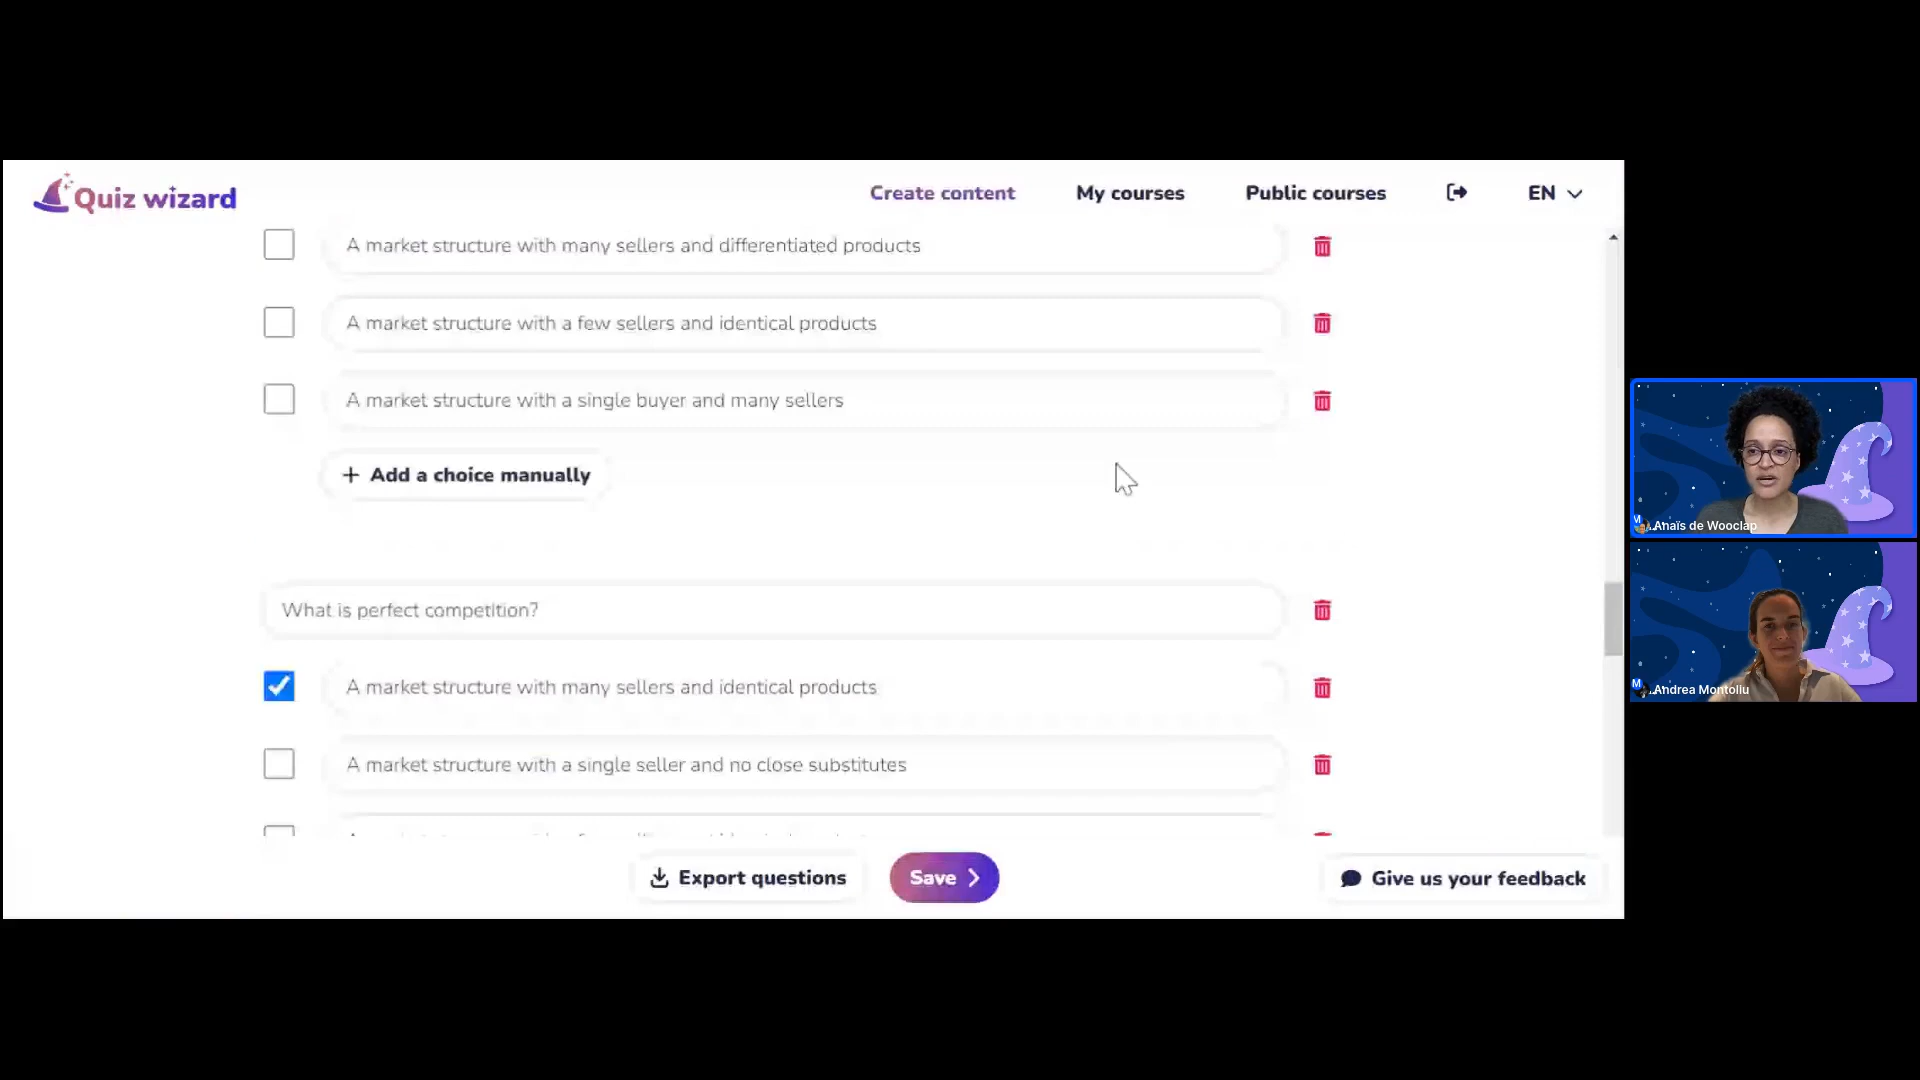 Quiz wizard
Create content
My courses
Public courses
EN
A market structure with many sellers and differentiated products
A market structure with a few sellers and identical products
A market structure with a single buyer and many sellers
+ Add a choice manually
What is perfect competition?
A market structure with many sellers and identical products
A market structure with a single seller and no close substitutes
Export questions
Save
Give us your feedback
Anaïs de Wooclap
Andrea Montoliu